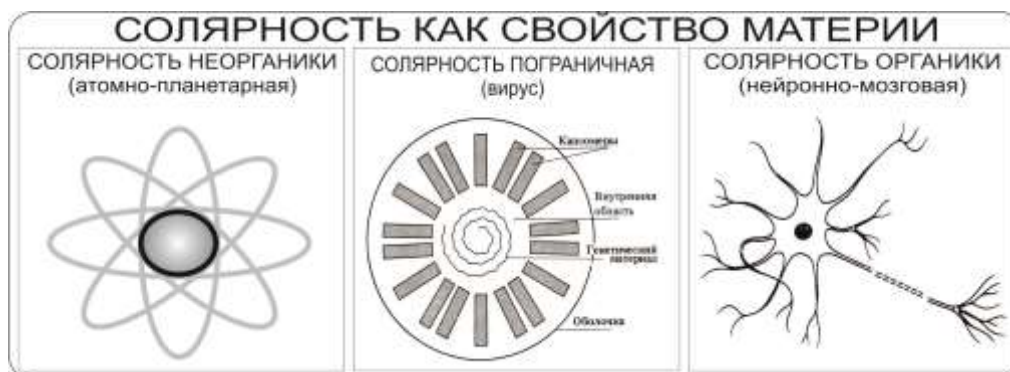 СОЛЯРНОСТЬ КАК СВОЙСТВО МАТЕРИИ
СОЛЯРНОСТЬ НЕОРГАНИКИ
(атомно-планетарная)
СОЛЯРНОСТЬ ПОГРАНИЧНАЯ
(вирус)
Капсомеры
Внутренняя
область
Генетический
материал
Оболочка
СОЛЯРНОСТЬ ОРГАНИКИ
(нейронно-мозговая)